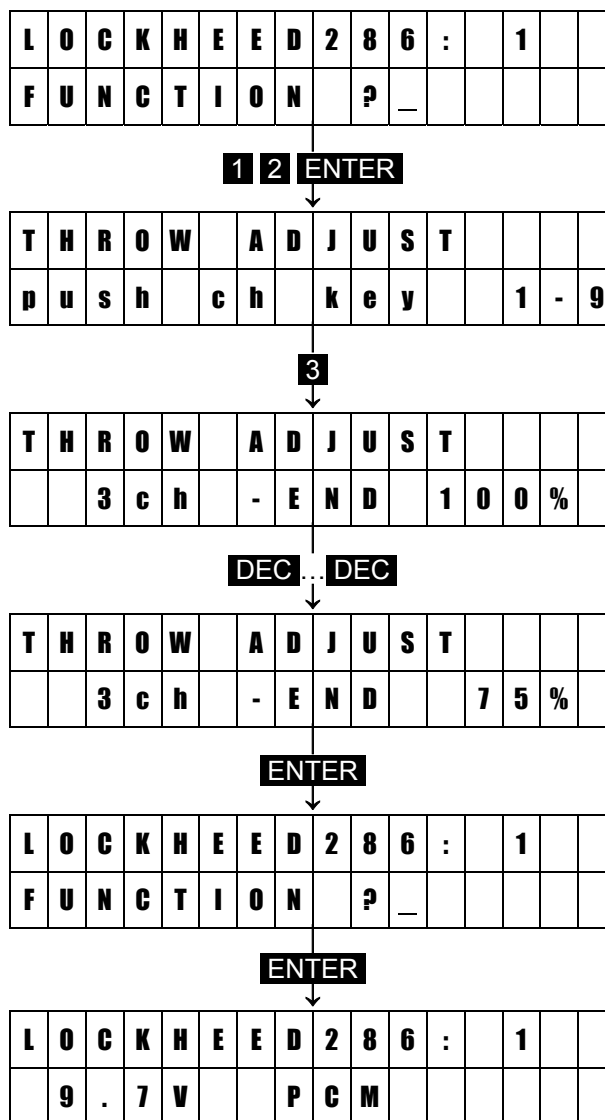 LOCKHEED286: 1
FUNCTION ?_
1 2 ENTER
THROW ADJUST
push ch key 1-9
3
THROW ADJUST
3ch -END 100%
DEC...DEC
THROW ADJUST
3ch -END 75%
ENTER
LOCKHEED286: 1
FUNCTION ?_
ENTER
LOCKHEED286: 1
9.7V PCM